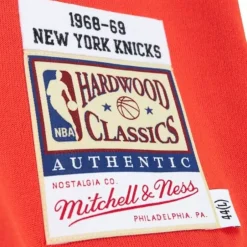 1968-69
NEW YORK KNICKS
HARDWOOD
NBA
CLASSICS
AUTHENTIC
NOSTALGIA CO.
Mitchell & Ness
PHILADELPHIA, PA.
44(L)